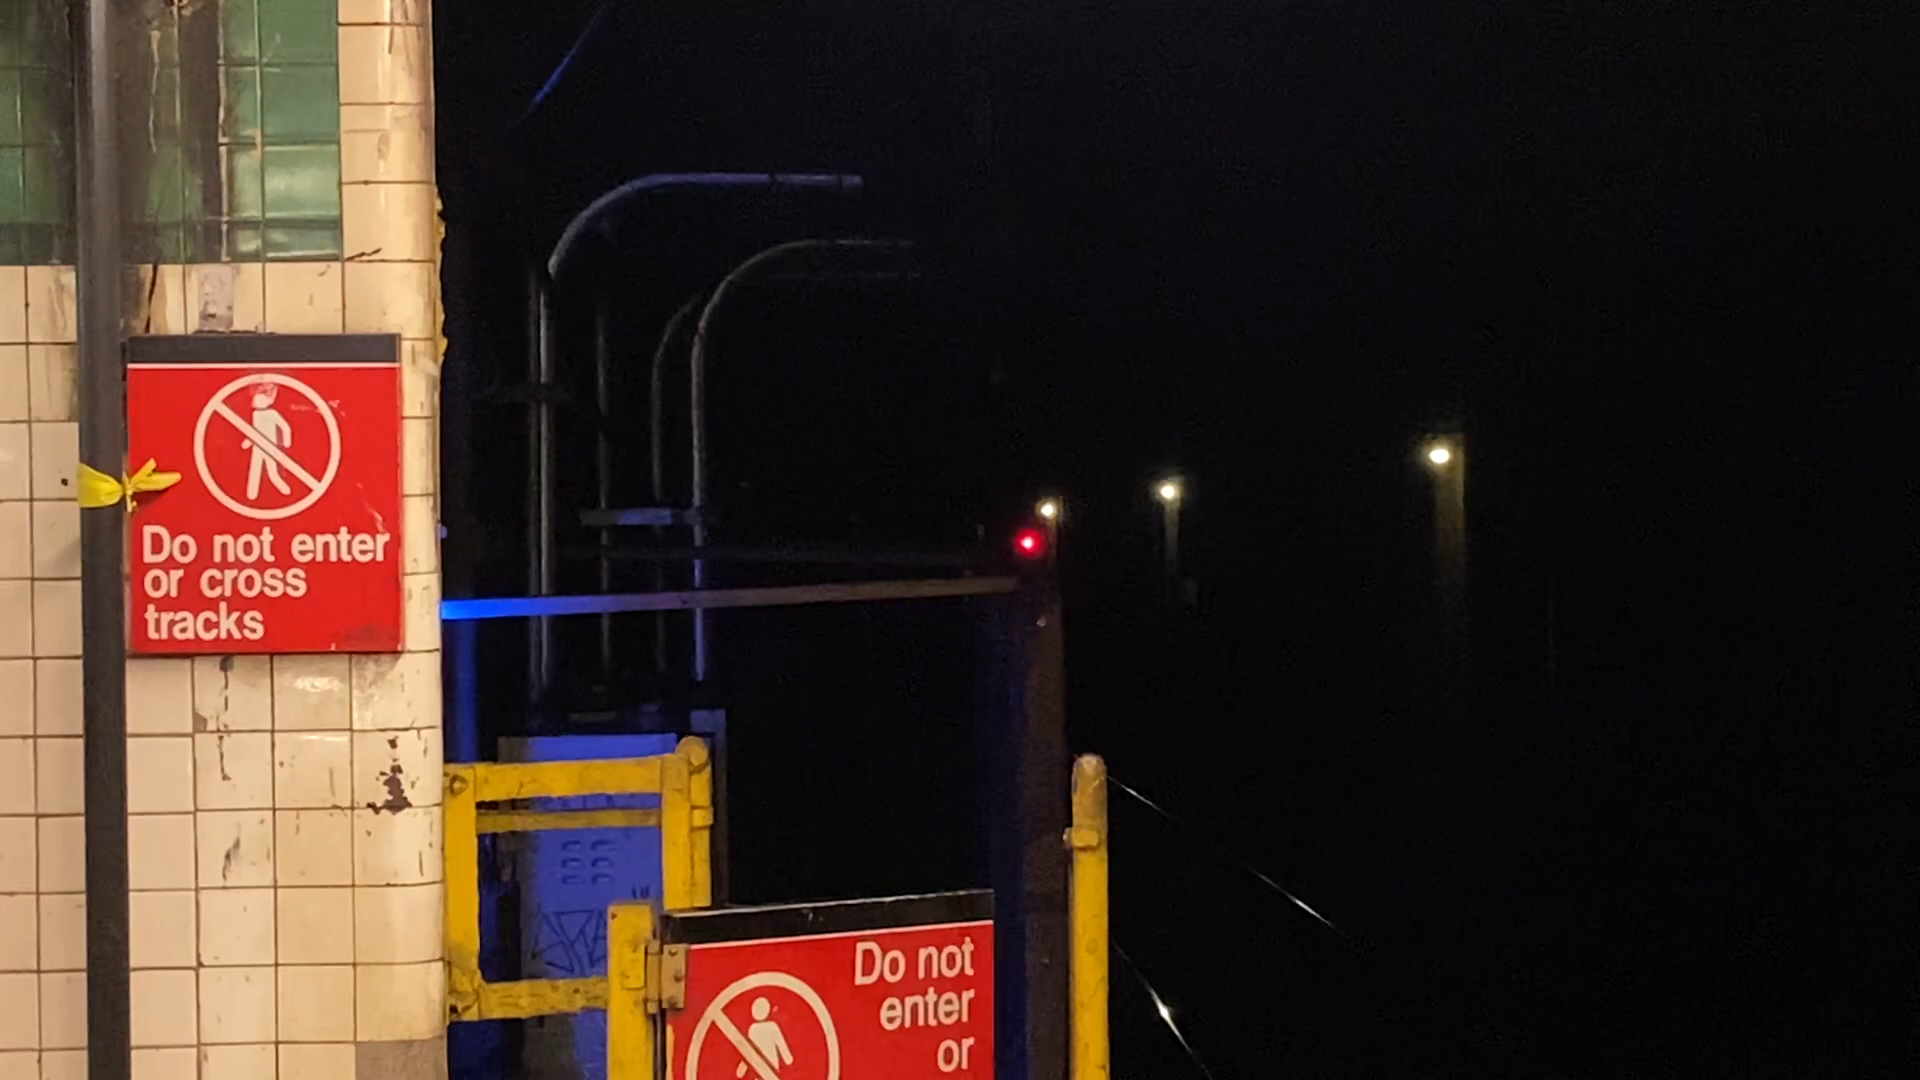 Do not enter
or cross
tracks
Do not
enter
or